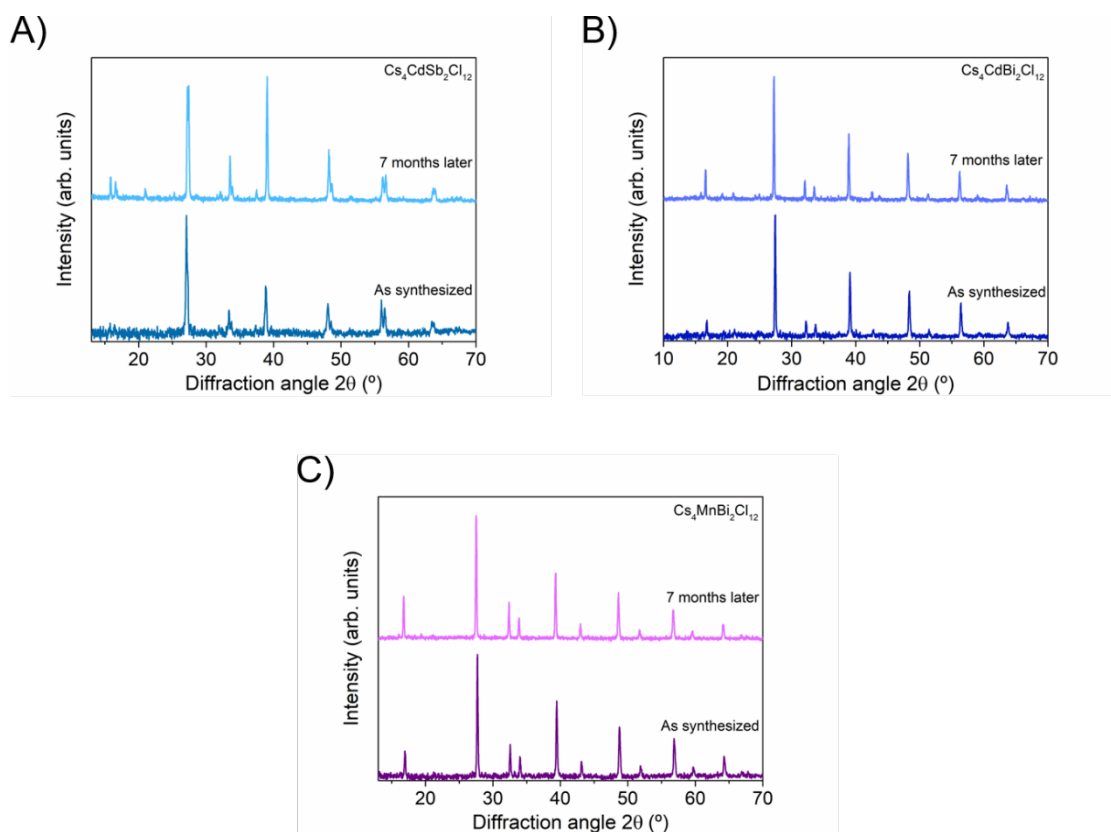 A)
Cs₄CdSb₂Cl₁₂
7 months later
As synthesized
Intensity (arb. units)
20 30 40 50 60 70
Diffraction angle 2θ (º)
B)
Cs₄CdBi₂Cl₁₂
7 months later
As synthesized
Intensity (arb. units)
10 20 30 40 50 60 70
Diffraction angle 2θ (º)
C)
Cs₄MnBi₂Cl₁₂
7 months later
As synthesized
Intensity (arb. units)
20 30 40 50 60 70
Diffraction angle 2θ (º)